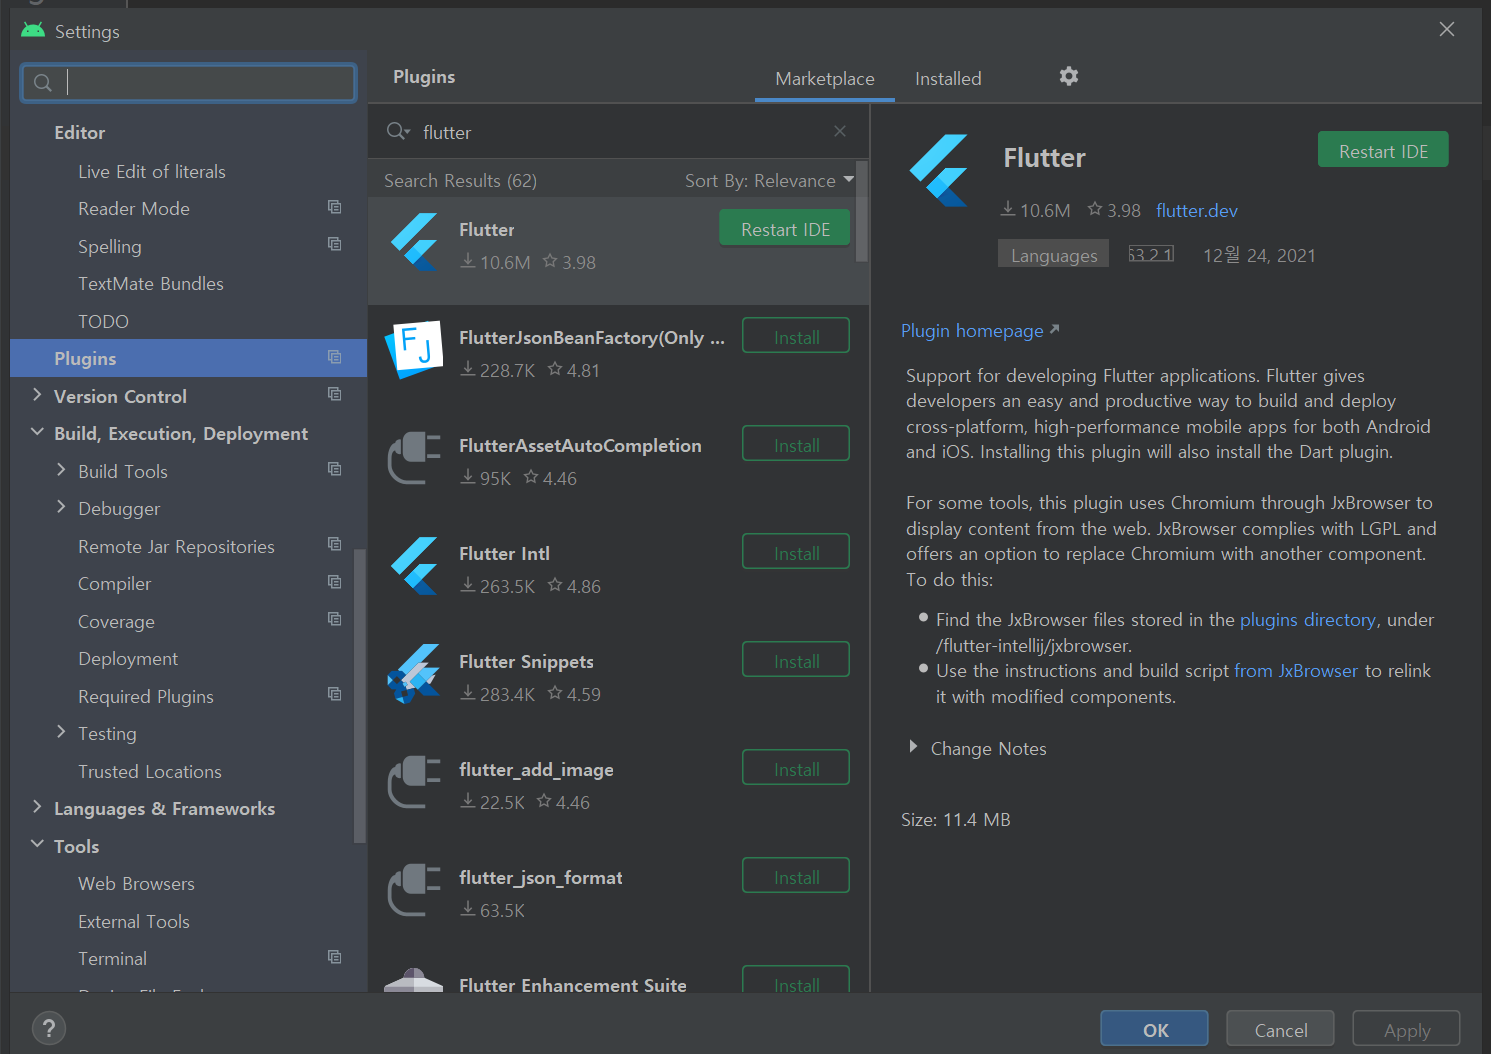 Settings
Editor
Live Edit of literals
Reader Mode
Spelling
TextMate Bundles
TODO
Plugins
Version Control
Build, Execution, Deployment
Build Tools
Debugger
Remote Jar Repositories
Compiler
Coverage
Deployment
Required Plugins
Testing
Trusted Locations
Languages & Frameworks
Tools
Web Browsers
External Tools
Terminal
Plugins
Marketplace
Installed
flutter
Search Results (62)
Sort By: Relevance
Flutter
Restart IDE
10.6M 3.98
FlutterJsonBeanFactory(Only ...
Install
228.7K 4.81
FlutterAssetAutoCompletion
Install
95K 4.46
Flutter Intl
Install
263.5K 4.86
Flutter Snippets
Install
283.4K 4.59
flutter_add_image
Install
22.5K 4.46
flutter_json_format
Install
63.5K
Flutter Enhancement Suite
Install
Flutter
Restart IDE
10.6M 3.98 flutter.dev
Languages 63.2.1 12월 24, 2021
Plugin homepage
Support for developing Flutter applications. Flutter gives
developers an easy and productive way to build and deploy
cross-platform, high-performance mobile apps for both Android
and iOS. Installing this plugin will also install the Dart plugin.
For some tools, this plugin uses Chromium through JxBrowser to
display content from the web. JxBrowser complies with LGPL and
offers an option to replace Chromium with another component.
To do this:
Find the JxBrowser files stored in the plugins directory, under
/flutter-intellij/jxbrowser.
Use the instructions and build script from JxBrowser to relink
it with modified components.
Change Notes
Size: 11.4 MB
?
OK
Cancel
Apply